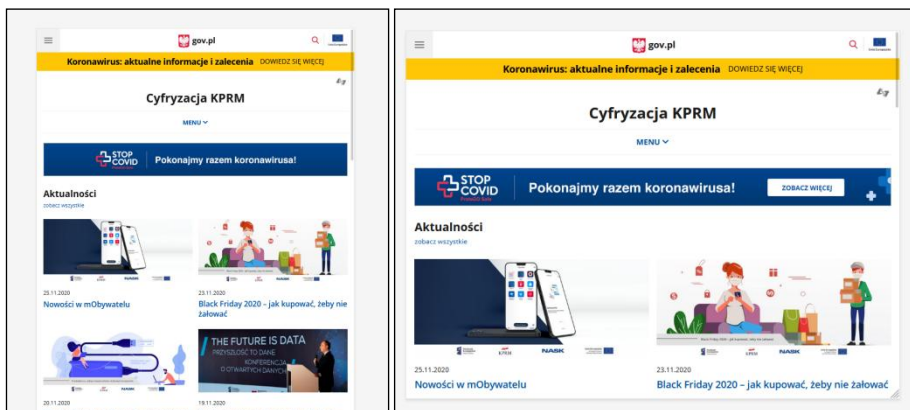 gov.pl
Koronawirus: aktualne informacje i zalecenia DOWIEDZ SIĘ WIĘCEJ
Cyfryzacja KPRM
MENU
STOP COVID
Pokonajmy razem koronawirusa!
Aktualności
zobacz wszystkie
NASK
25.11.2020
23.11.2020
Nowości w mObywatelu
Black Friday 2020 – jak kupować, żeby nie
żałować
THE FUTURE IS DATA
PRZYSZŁOŚĆ TO DANE
KONFERENCJA
O OTWARTYCH DANYCH
20.11.2020
19.11.2020
gov.pl
Koronawirus: aktualne informacje i zalecenia DOWIEDZ SIĘ WIĘCEJ
Cyfryzacja KPRM
MENU
STOP
COVID
Pokonajmy razem koronawirusa!
ZOBACZ WIĘCEJ
Aktualności
zobacz wszystkie
KPRM
NASK
KPRM
NASK
25.11.2020
23.11.2020
Nowości w mObywatelu
Black Friday 2020 – jak kupować, żeby nie żałować